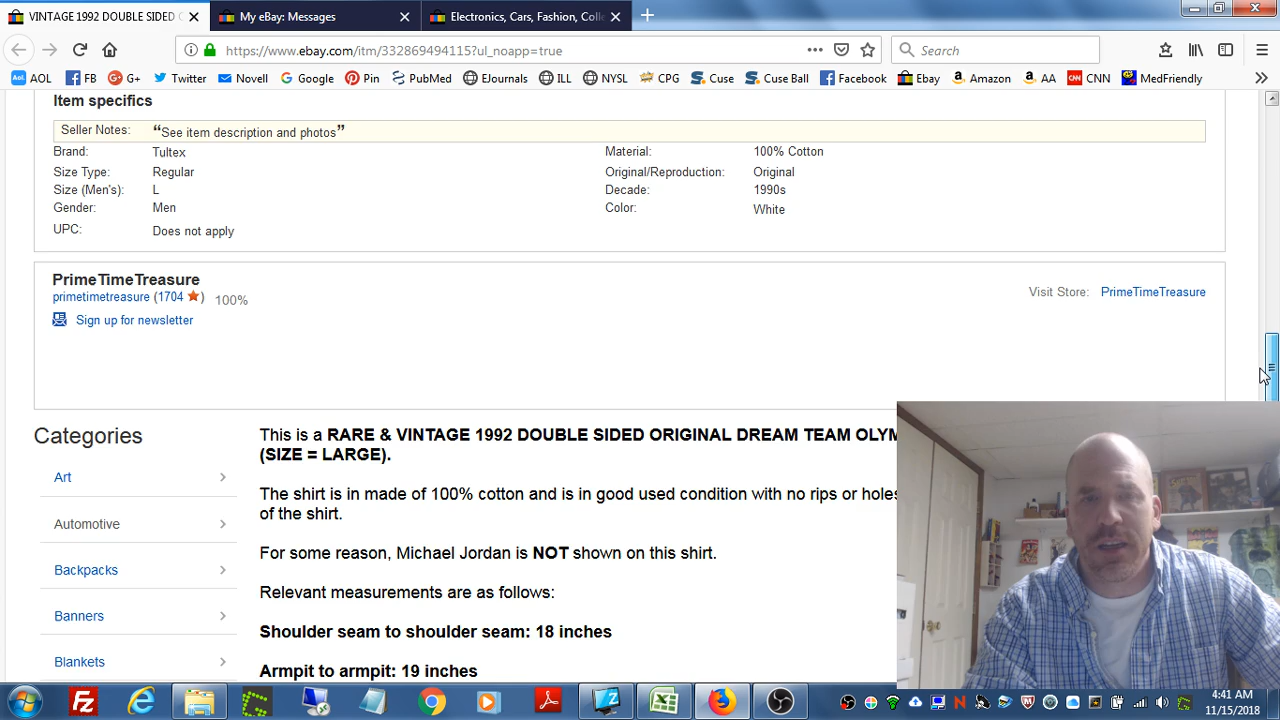 VINTAGE 1992 DOUBLE SIDED
My eBay: Messages
Electronics, Cars, Fashion, Colle
https://www.ebay.com/itm/332869494115?ul_noapp=true
Search
AOL FB G+ Twitter Novell Google Pin PubMed EJournals ILL NYSL CPG Cuse Cuse Ball Facebook Ebay Amazon AA CNN MedFriendly
Item specifics
Seller Notes: “See item description and photos”
Brand: Tultex Material: 100% Cotton
Size Type: Regular Original/Reproduction: Original
Size (Men's): L Decade: 1990s
Gender: Men Color: White
UPC: Does not apply
PrimeTimeTreasure
primetimetreasure (1704 ) 100% Visit Store: PrimeTimeTreasure
Sign up for newsletter
Categories
Art
Automotive
Backpacks
Banners
Blankets
This is a RARE & VINTAGE 1992 DOUBLE SIDED ORIGINAL DREAM TEAM OLYM
(SIZE = LARGE).
The shirt is in made of 100% cotton and is in good used condition with no rips or holes
of the shirt.
For some reason, Michael Jordan is NOT shown on this shirt.
Relevant measurements are as follows:
Shoulder seam to shoulder seam: 18 inches
Armpit to armpit: 19 inches
4:41 AM
11/15/2018